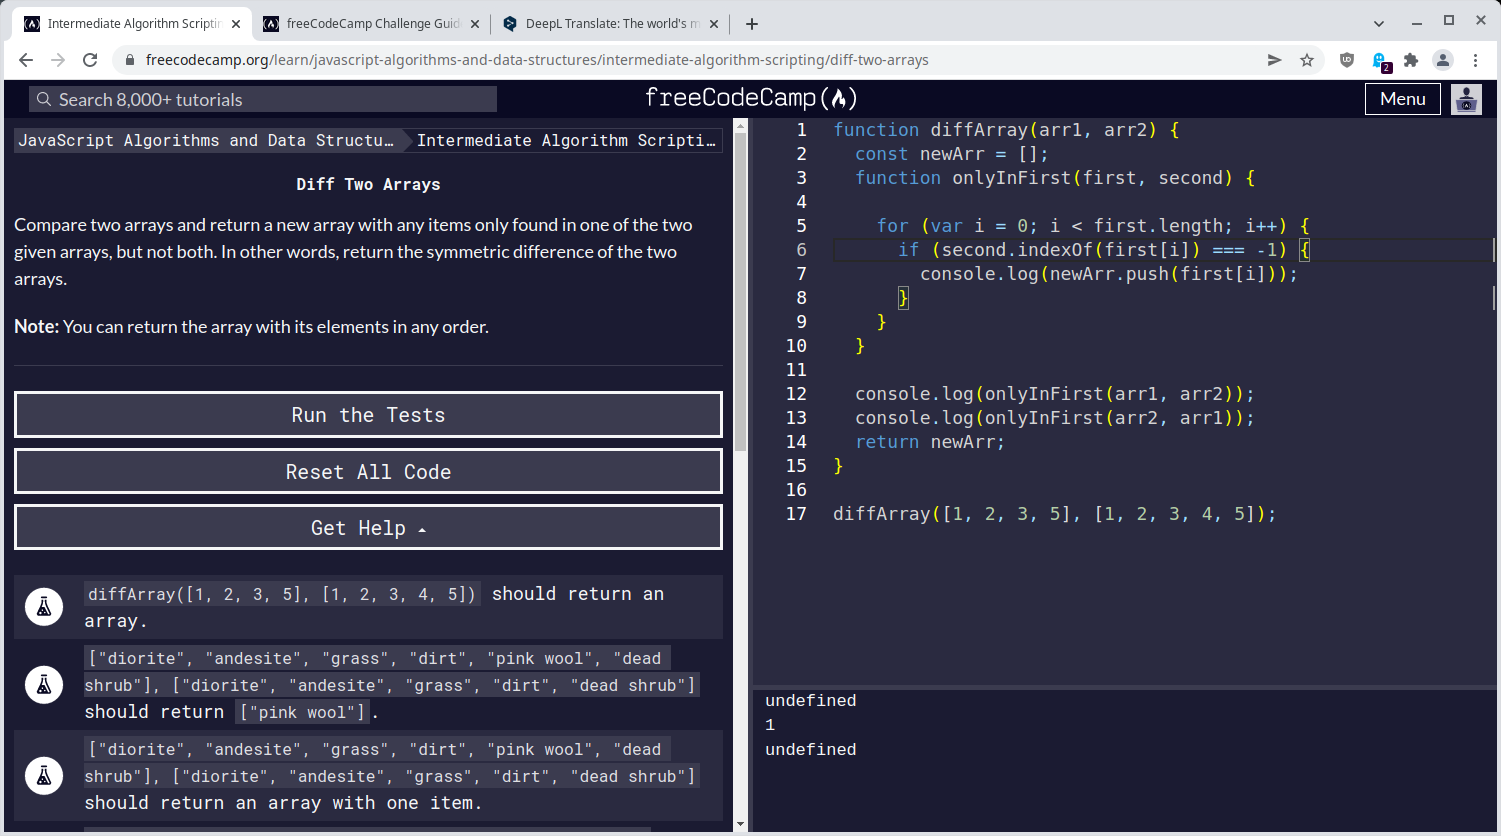 Intermediate Algorithm Scriptin
freeCodeCamp Challenge Guid
DeepL Translate: The world's m
freecodecamp.org/learn/javascript-algorithms-and-data-structures/intermediate-algorithm-scripting/diff-two-arrays
2
Search 8,000+ tutorials
freeCodeCamp
Menu
JavaScript Algorithms and Data Structu…
Intermediate Algorithm Scripti…
Diff Two Arrays
Compare two arrays and return a new array with any items only found in one of the two
given arrays, but not both. In other words, return the symmetric difference of the two
arrays.
Note: You can return the array with its elements in any order.
Run the Tests
Reset All Code
Get Help
diffArray([1, 2, 3, 5], [1, 2, 3, 4, 5]) should return an
array.
["diorite", "andesite", "grass", "dirt", "pink wool", "dead
shrub"], ["diorite", "andesite", "grass", "dirt", "dead shrub"]
should return ["pink wool"].
["diorite", "andesite", "grass", "dirt", "pink wool", "dead
shrub"], ["diorite", "andesite", "grass", "dirt", "dead shrub"]
should return an array with one item.
1 function diffArray(arr1, arr2) {
2 const newArr = [];
3 function onlyInFirst(first, second) {
4
5 for (var i = 0; i < first.length; i++) {
6 if (second.indexOf(first[i]) === -1) {
7 console.log(newArr.push(first[i]));
8 }
9 }
10 }
11
12 console.log(onlyInFirst(arr1, arr2));
13 console.log(onlyInFirst(arr2, arr1));
14 return newArr;
15 }
16
17 diffArray([1, 2, 3, 5], [1, 2, 3, 4, 5]);
undefined
1
undefined